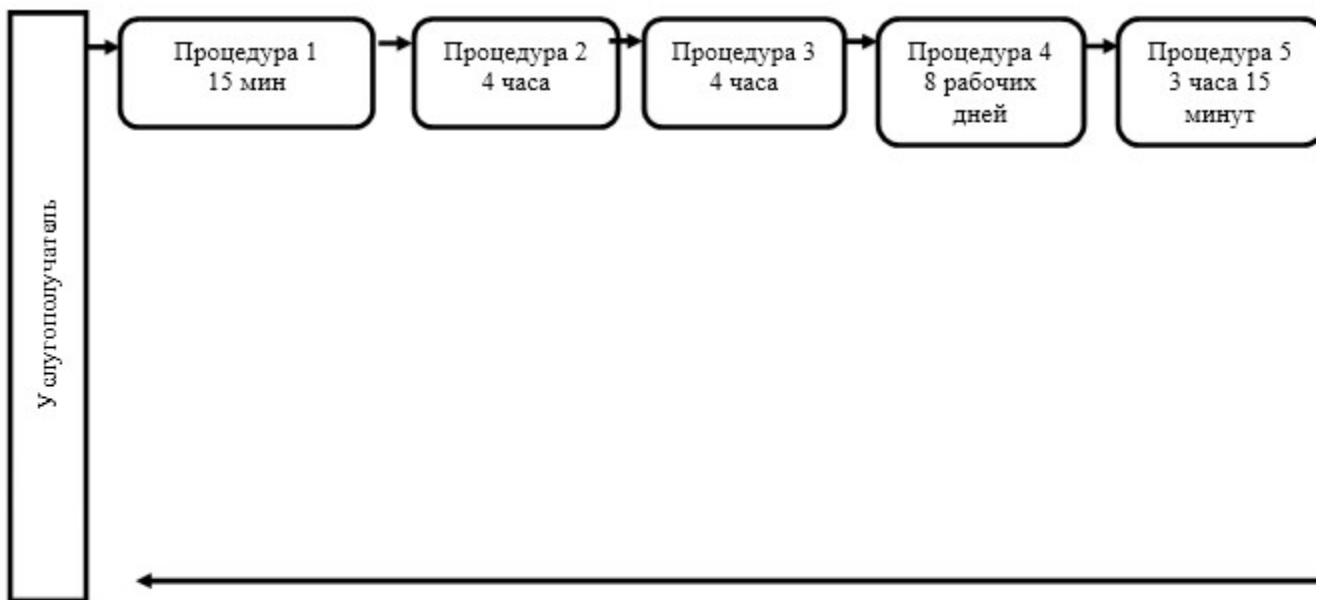 Услугополучатель
Процедура 1
15 мин
Процедура 2
4 часа
Процедура 3
4 часа
Процедура 4
8 рабочих
дней
Процедура 5
3 часа 15
минут